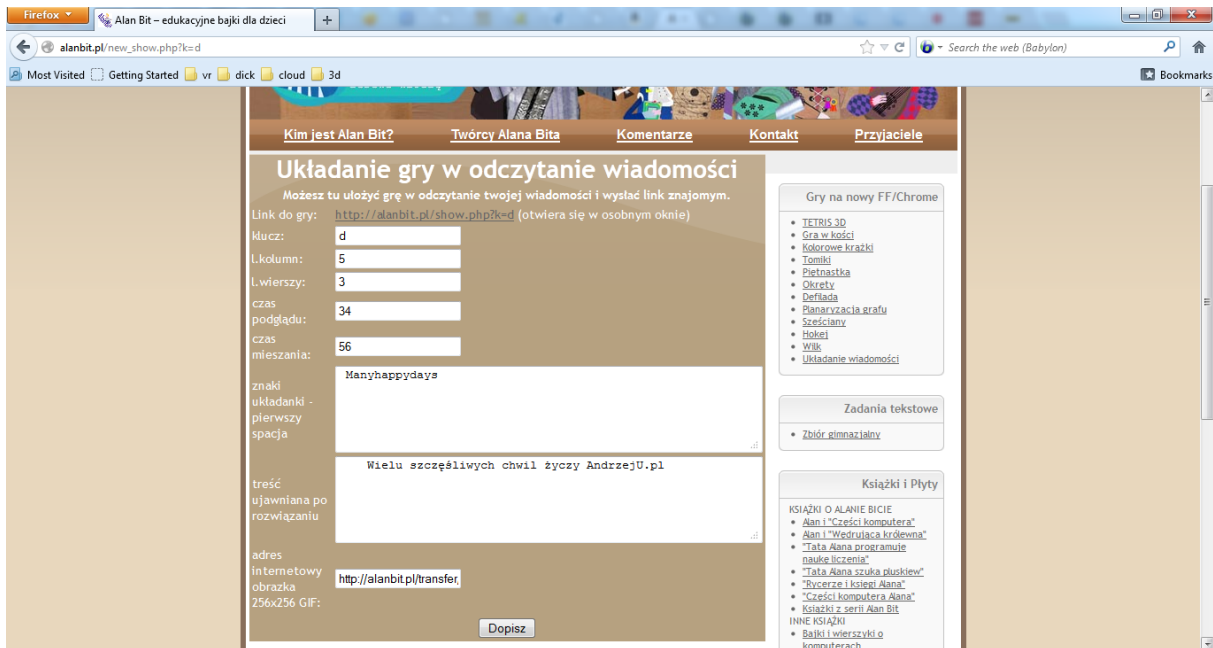 Firefox
Alan Bit – edukacyjne bajki dla dzieci
alanbit.pl/new_show.php?k=d
Search the web (Babylon)
Most Visited Getting Started vr dick cloud 3d Bookmarks
Kim jest Alan Bit? Twórcy Alana Bita Komentarze Kontakt Przyjaciele
Układanie gry w odczytanie wiadomości
Możesz tu ułożyć grę w odczytanie twojej wiadomości i wysłać link znajomym.
Link do gry: http://alanbit.pl/show.php?k=d (otwiera się w osobnym oknie)
klucz: d
l.kolumn: 5
l.wierszy: 3
czas
podglądu: 34
czas
mieszania: 56
znaki
układanki -
pierwszy
spacja
Manyhappydays
treść
ujawniana po
rozwiązaniu
Wielu szczęśliwych chwil życzy AndrzejU.pl
adres
internetowy
obrazka
256x256 GIF:
http://alanbit.pl/transfer
Dopisz
Gry na nowy FF/Chrome
TETRIS 3D
Gra w kości
Kolorowe krażki
Tomiki
Piętnastka
Okręty
Defilada
Planaryzacja grafu
Sześciany
Hokej
Wilk
Układanie wiadomości
Zadania tekstowe
Zbiór gimnazjalny
Książki i Płyty
KSIĄŻKI O ALANIE BICIE
Alan i "Części komputera"
Alan i "Wędrująca królewna"
"Tata Alana programuje
naukę liczenia"
"Tata Alana szuka pluskiew"
"Rycerze i księgi Alana"
"Części komputera Alana"
Książki z serii Alan Bit
INNE KSIĄŻKI
Bajki i wierszyki o
komputerach